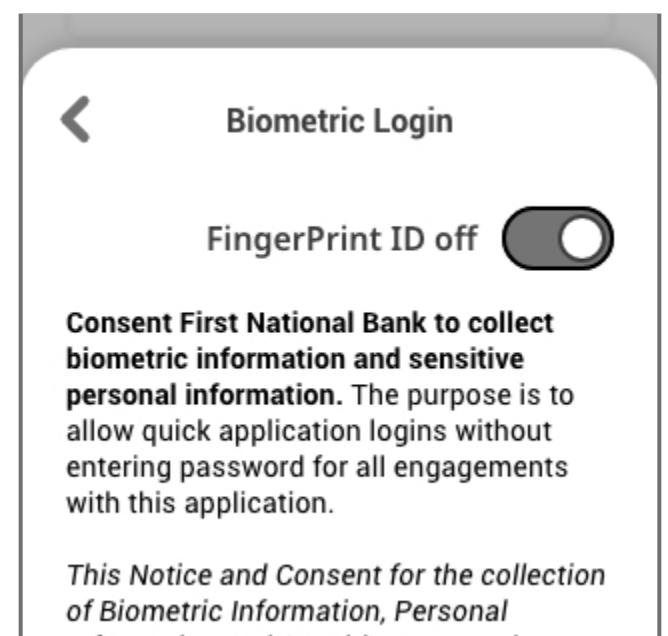 Biometric Login
FingerPrint ID off
Consent First National Bank to collect
biometric information and sensitive
personal information. The purpose is to
allow quick application logins without
entering password for all engagements
with this application.
This Notice and Consent for the collection
of Biometric Information, Personal